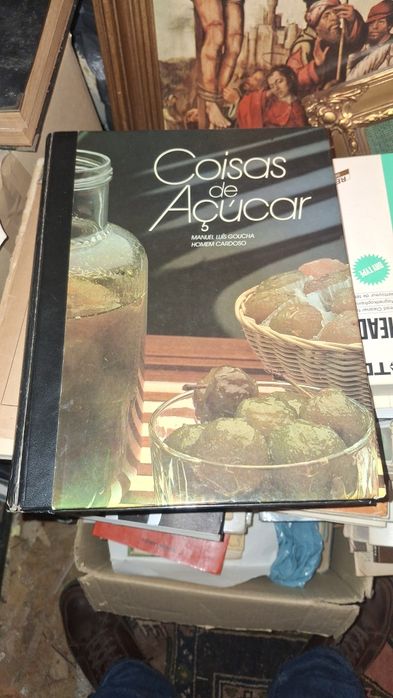 Coisas
de
Açúcar
MANUEL LUÍS GOUCHA
HOMEM CARDOSO